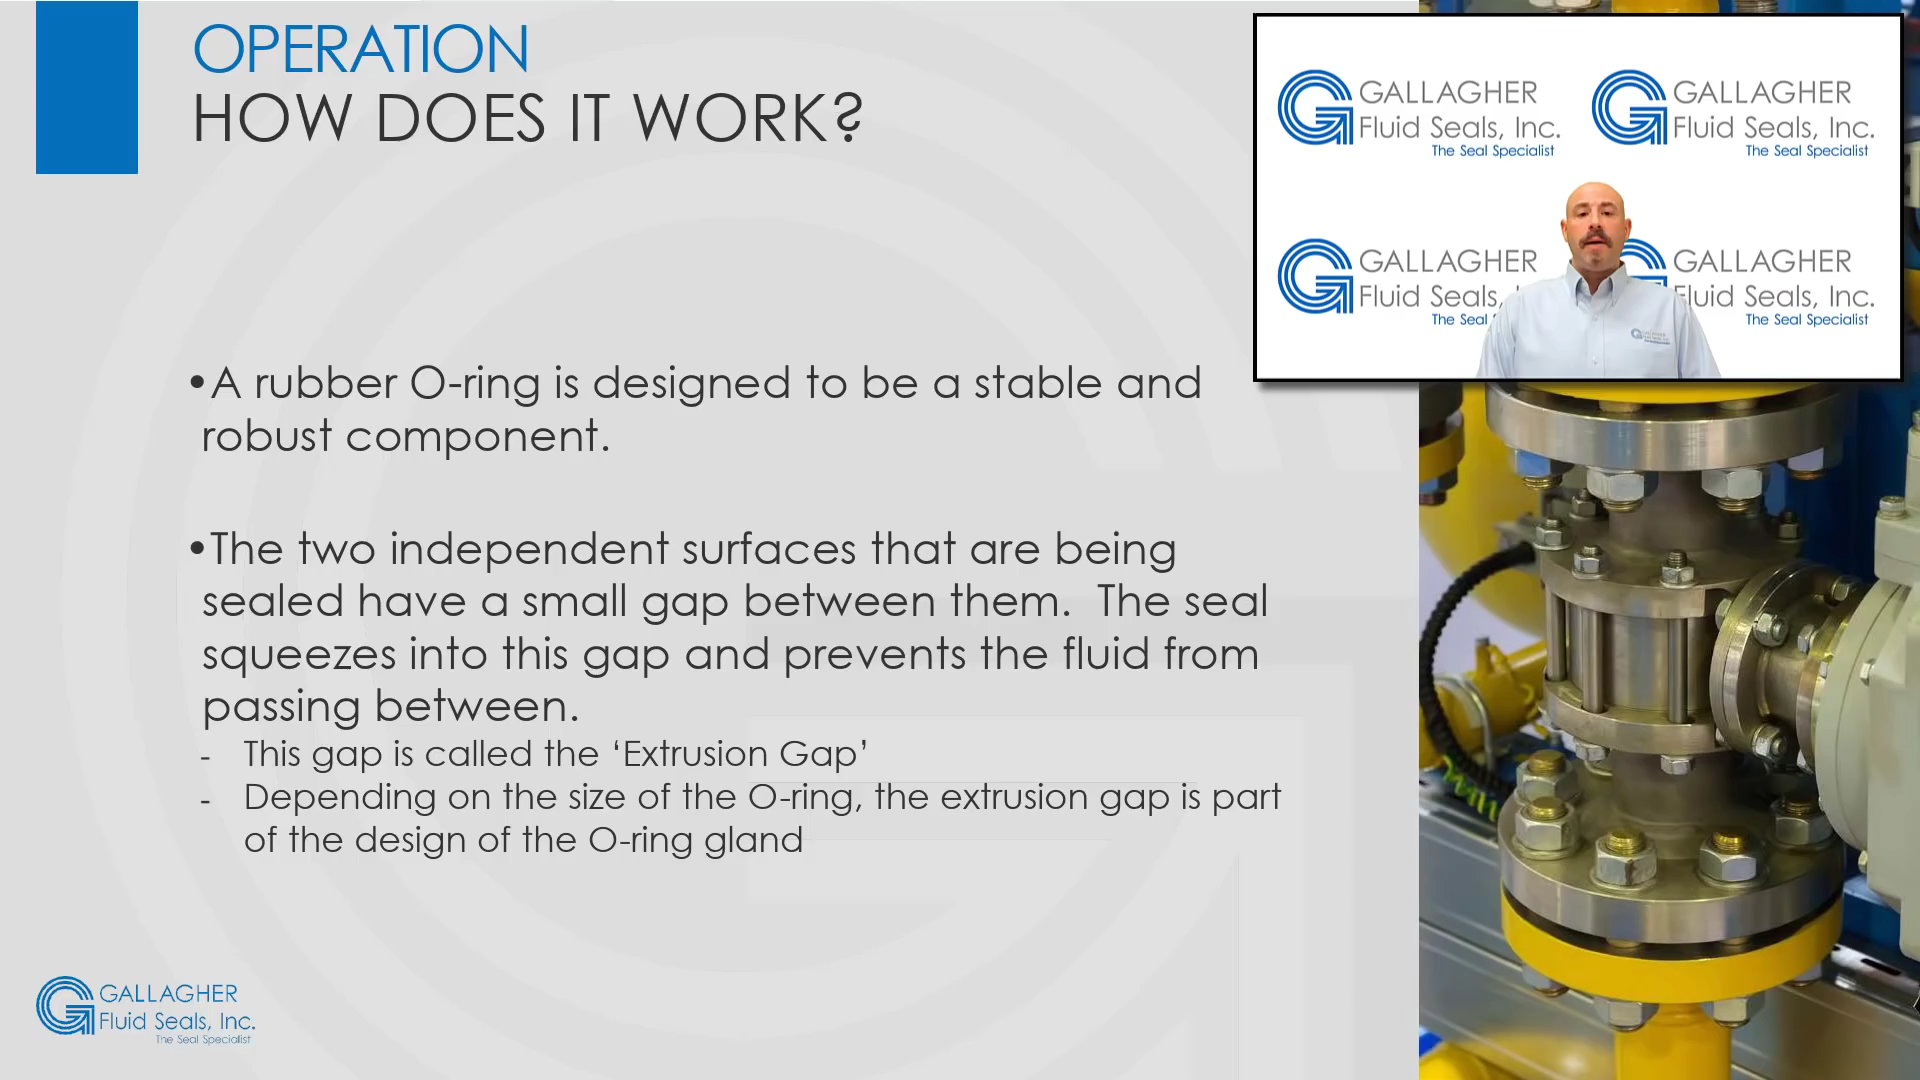 OPERATION
HOW DOES IT WORK?
•A rubber O-ring is designed to be a stable and
robust component.
•The two independent surfaces that are being
sealed have a small gap between them.  The seal
squeezes into this gap and prevents the fluid from
passing between.
- This gap is called the ‘Extrusion Gap’
- Depending on the size of the O-ring, the extrusion gap is part
of the design of the O-ring gland
GALLAGHER
Fluid Seals, Inc.
The Seal Specialist
GALLAGHER
Fluid Seals, Inc.
The Seal Specialist
GALLAGHER
Fluid Seals,
The Seal
GALLAGHER
Fluid Seals, Inc.
The Seal Specialist
GALLAGHER
Fluid Seals, Inc.
The Seal Specialist